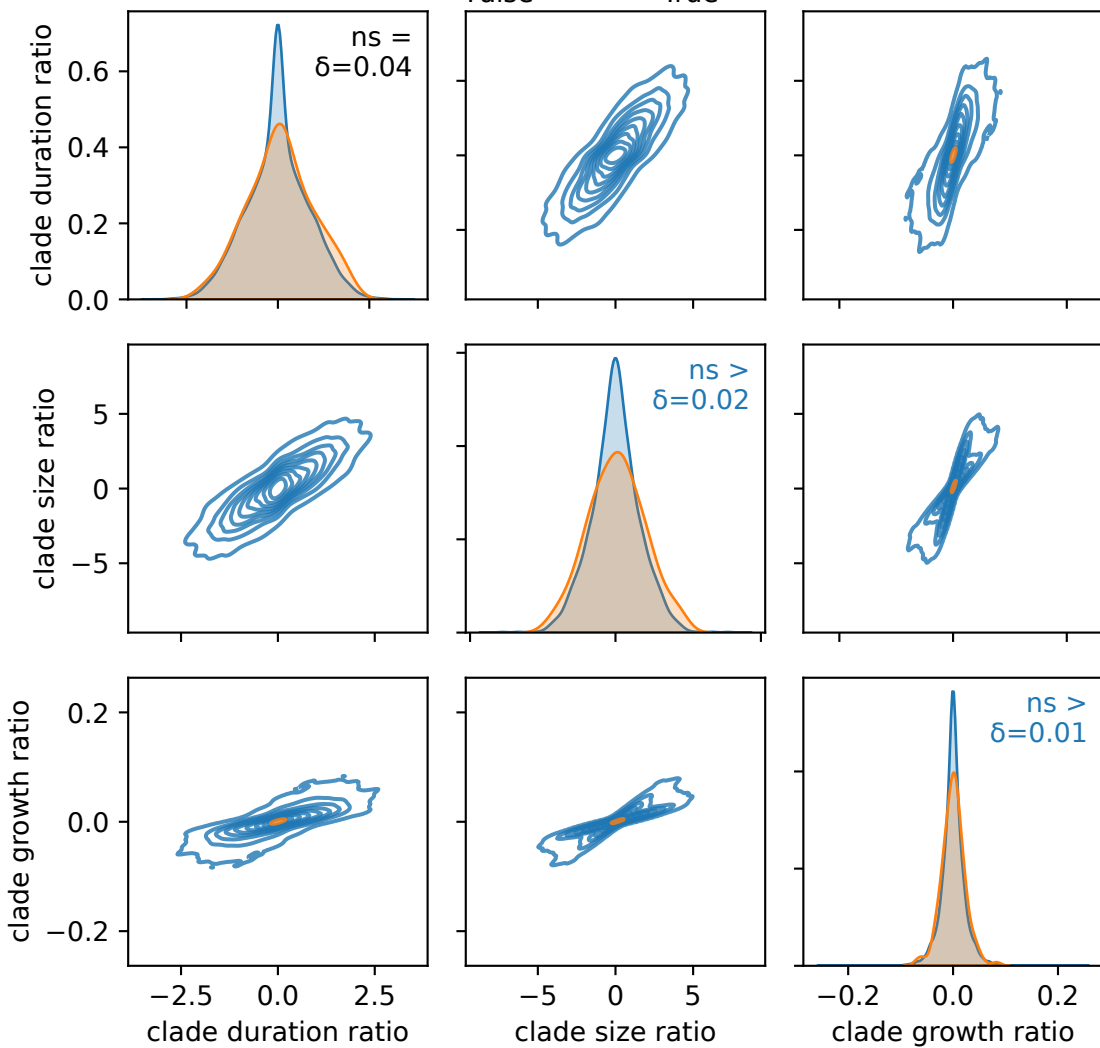 clade duration ratio
0.6
0.4
0.2
0.0
ns =
δ=0.04
clade size ratio
5
0
−5
ns >
δ=0.02
clade growth ratio
0.2
0.0
−0.2
ns >
δ=0.01
−2.5 0.0 2.5
−5 0 5
−0.2 0.0 0.2
clade duration ratio
clade size ratio
clade growth ratio